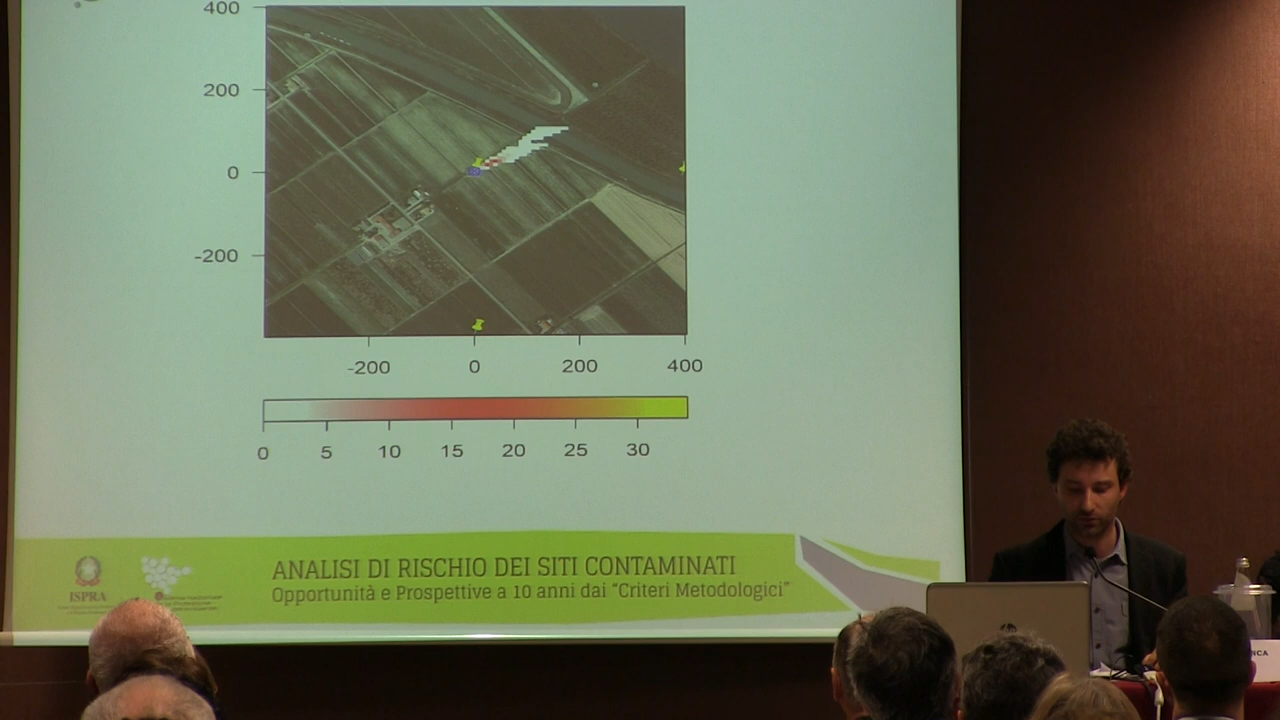 400
200
0
-200
-200 0 200 400
0 5 10 15 20 25 30
ANALISI DI RISCHIO DEI SITI CONTAMINATI
Opportunità e Prospettive a 10 anni dai "Criteri Metodologici"
ISPRA
NCA